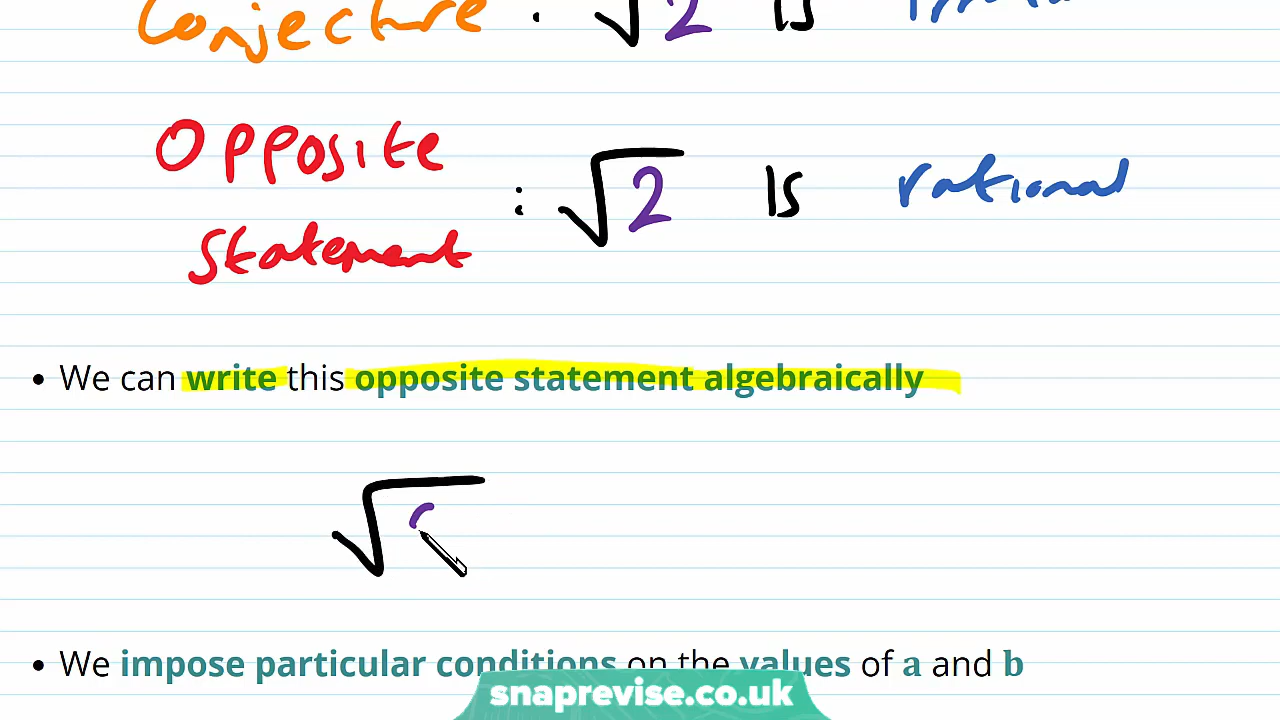 Conjecture : √2 is
Opposite
statement : √2 is rational
• We can write this opposite statement algebraically
√
• We impose particular conditions on the values of a and b
snaprevise.co.uk